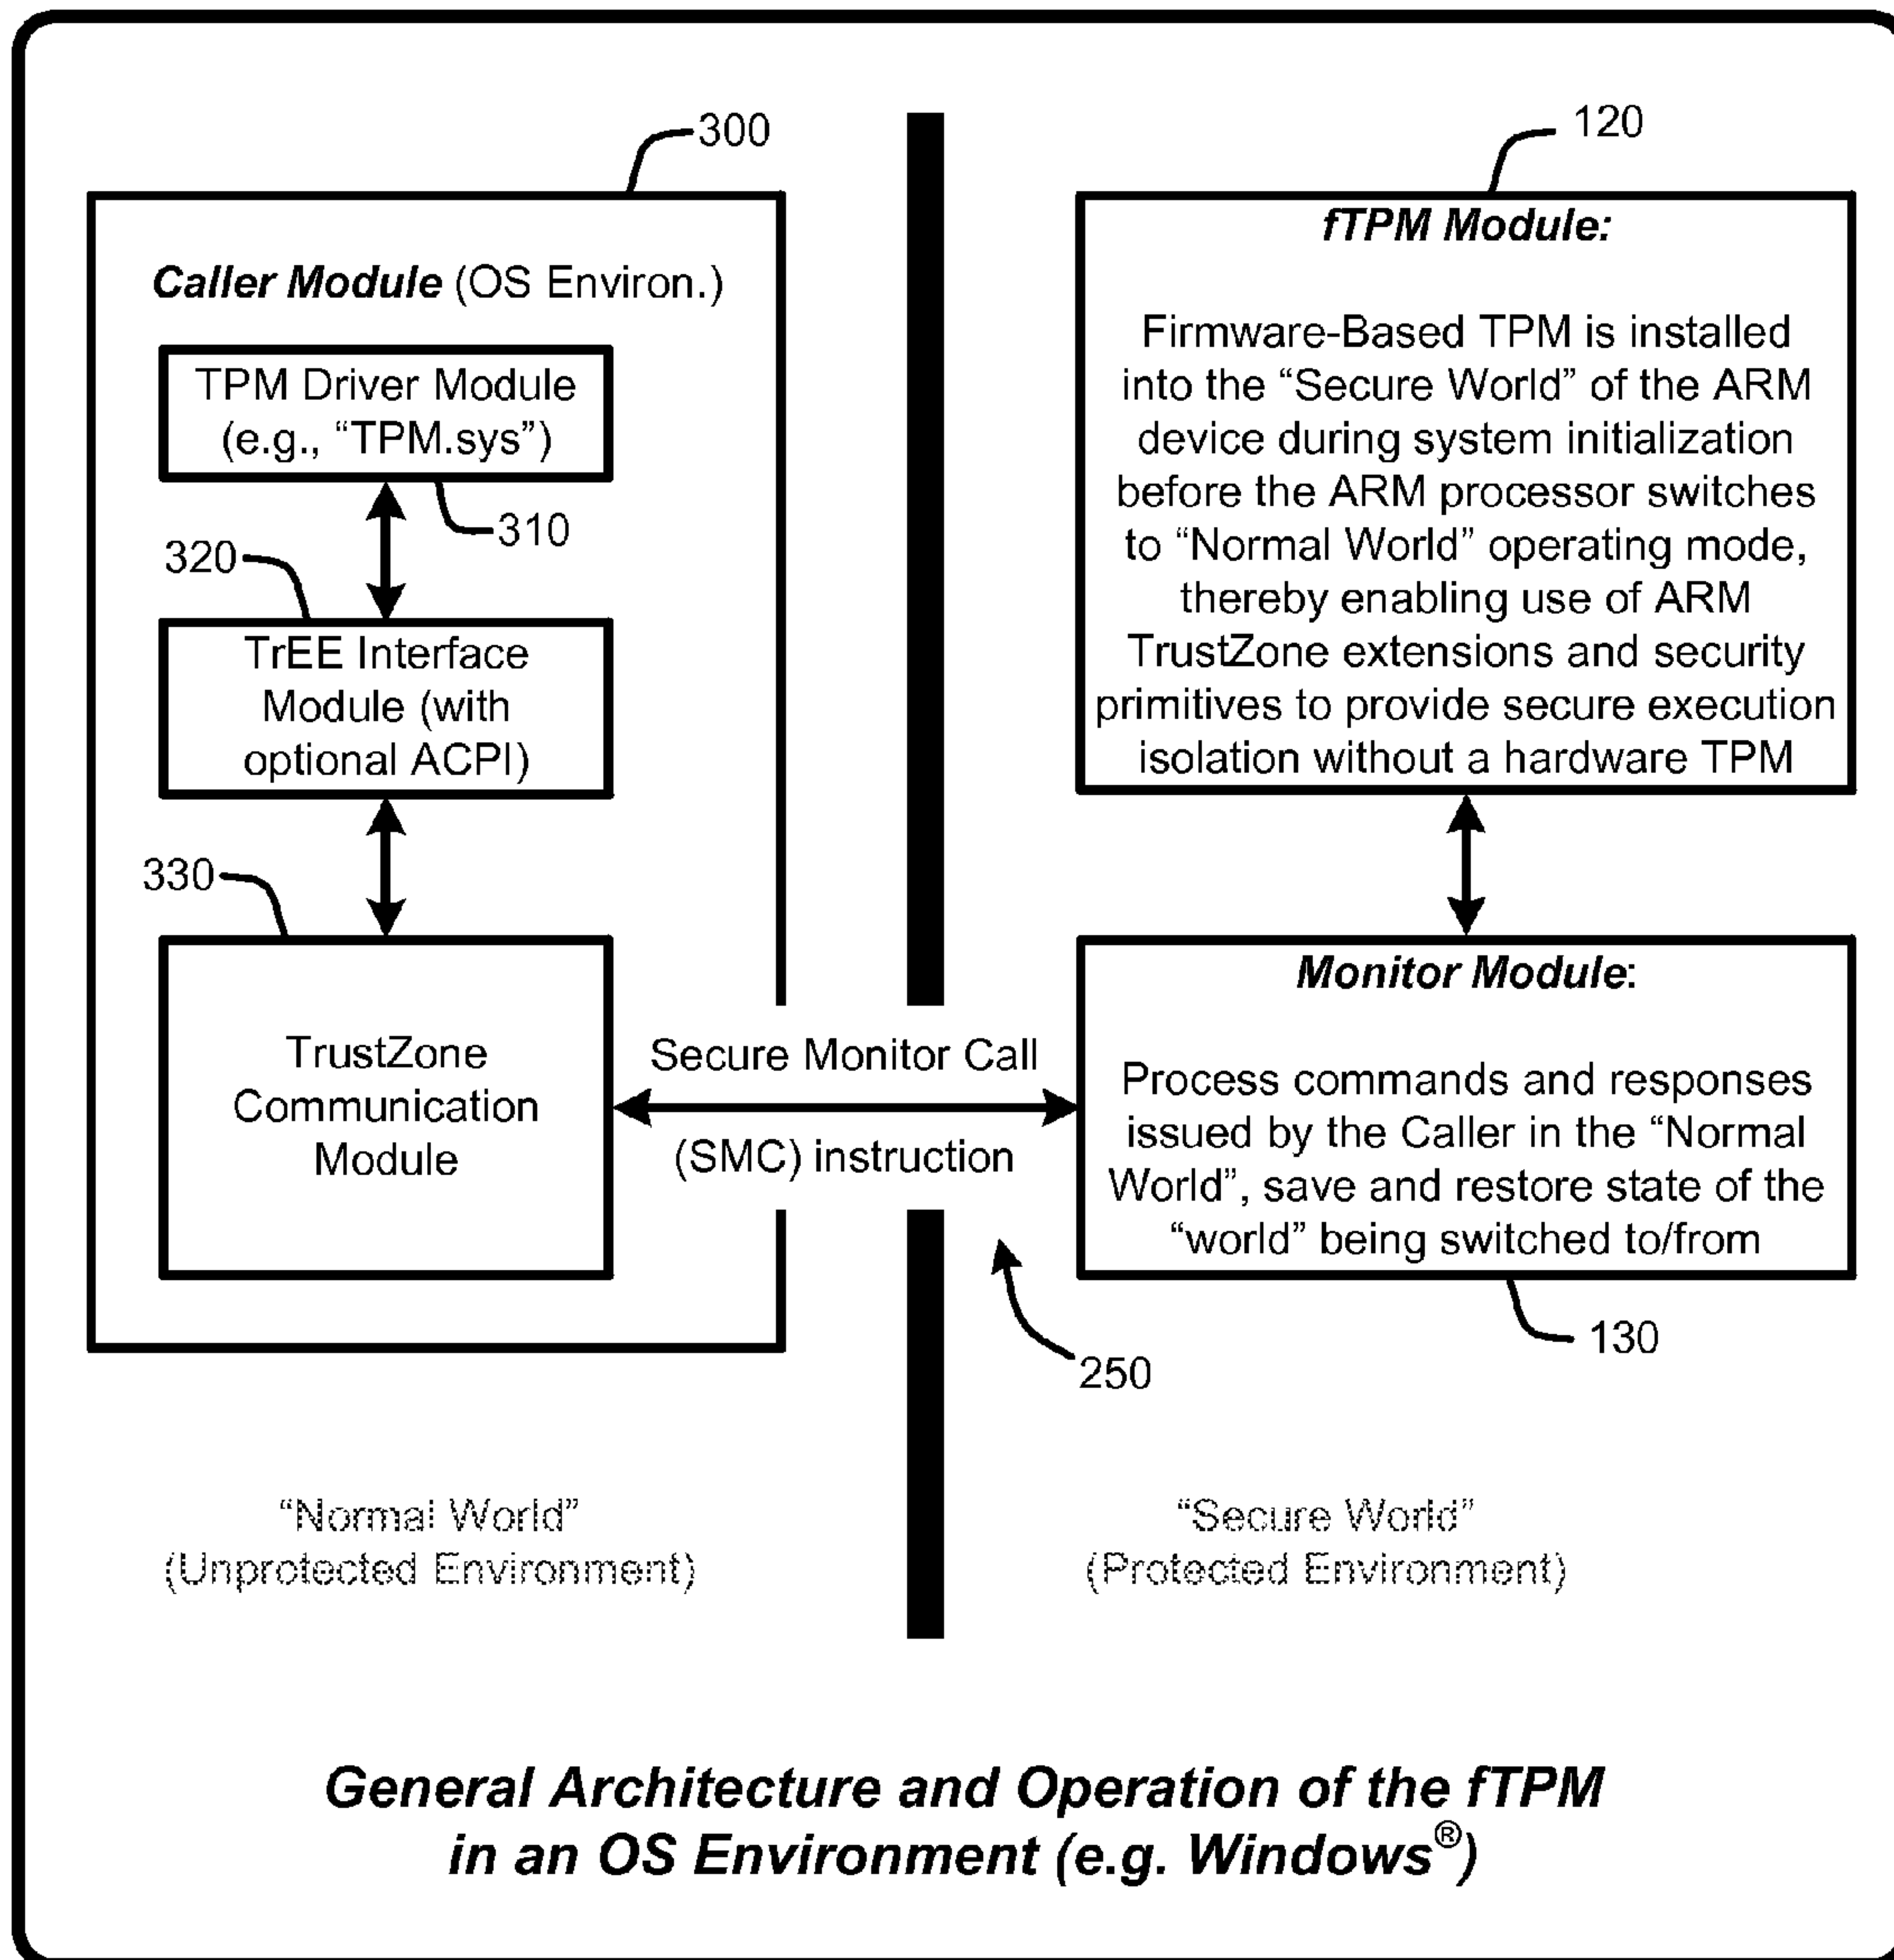 300
Caller Module (OS Environ.)
TPM Driver Module
(e.g., “TPM.sys”)
310
320
TrEE Interface
Module (with
optional ACPI)
330
TrustZone
Communication
Module
Secure Monitor Call
(SMC) instruction
250
120
fTPM Module:
Firmware-Based TPM is installed
into the “Secure World” of the ARM
device during system initialization
before the ARM processor switches
to “Normal World” operating mode,
thereby enabling use of ARM
TrustZone extensions and security
primitives to provide secure execution
isolation without a hardware TPM
Monitor Module:
Process commands and responses
issued by the Caller in the “Normal
World”, save and restore state of the
“world” being switched to/from
130
“Normal World”
(Unprotected Environment)
“Secure World”
(Protected Environment)
General Architecture and Operation of the fTPM
in an OS Environment (e.g. Windows®)